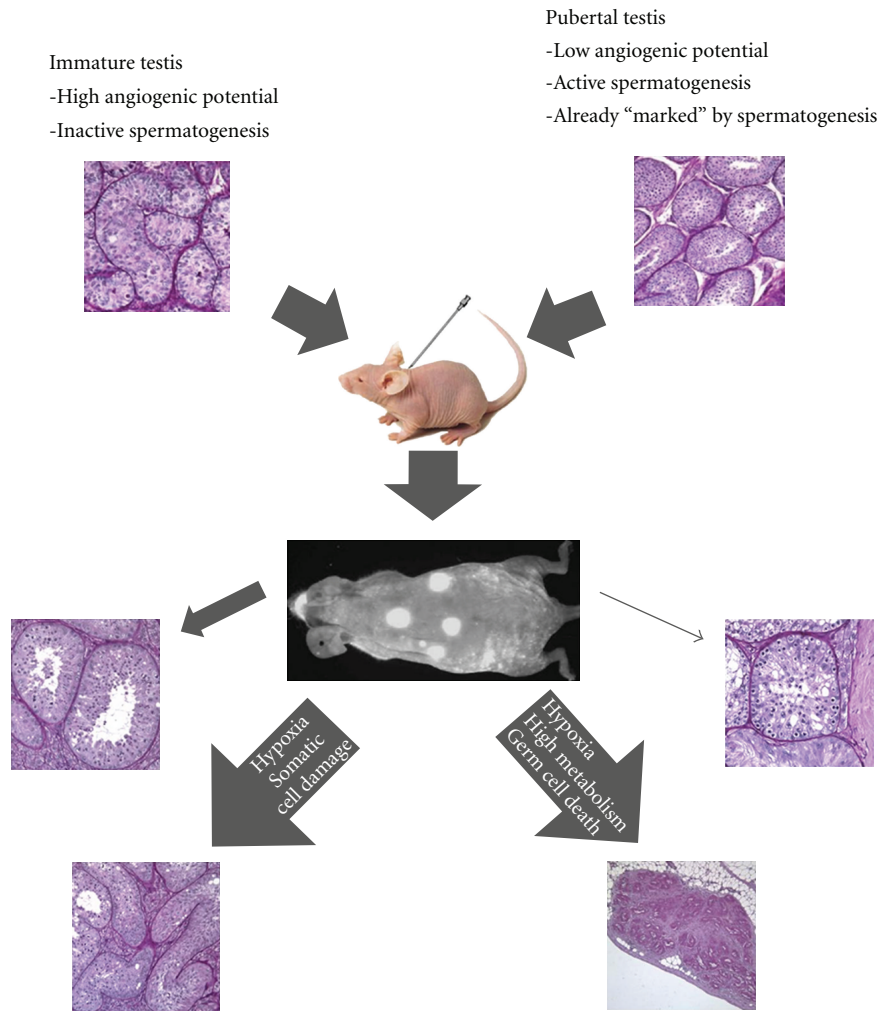 Immature testis
-High angiogenic potential
-Inactive spermatogenesis
Pubertal testis
-Low angiogenic potential
-Active spermatogenesis
-Already “marked” by spermatogenesis
Hypoxia
Somatic
cell damage
Hypoxia
High metabolism
Germ cell death